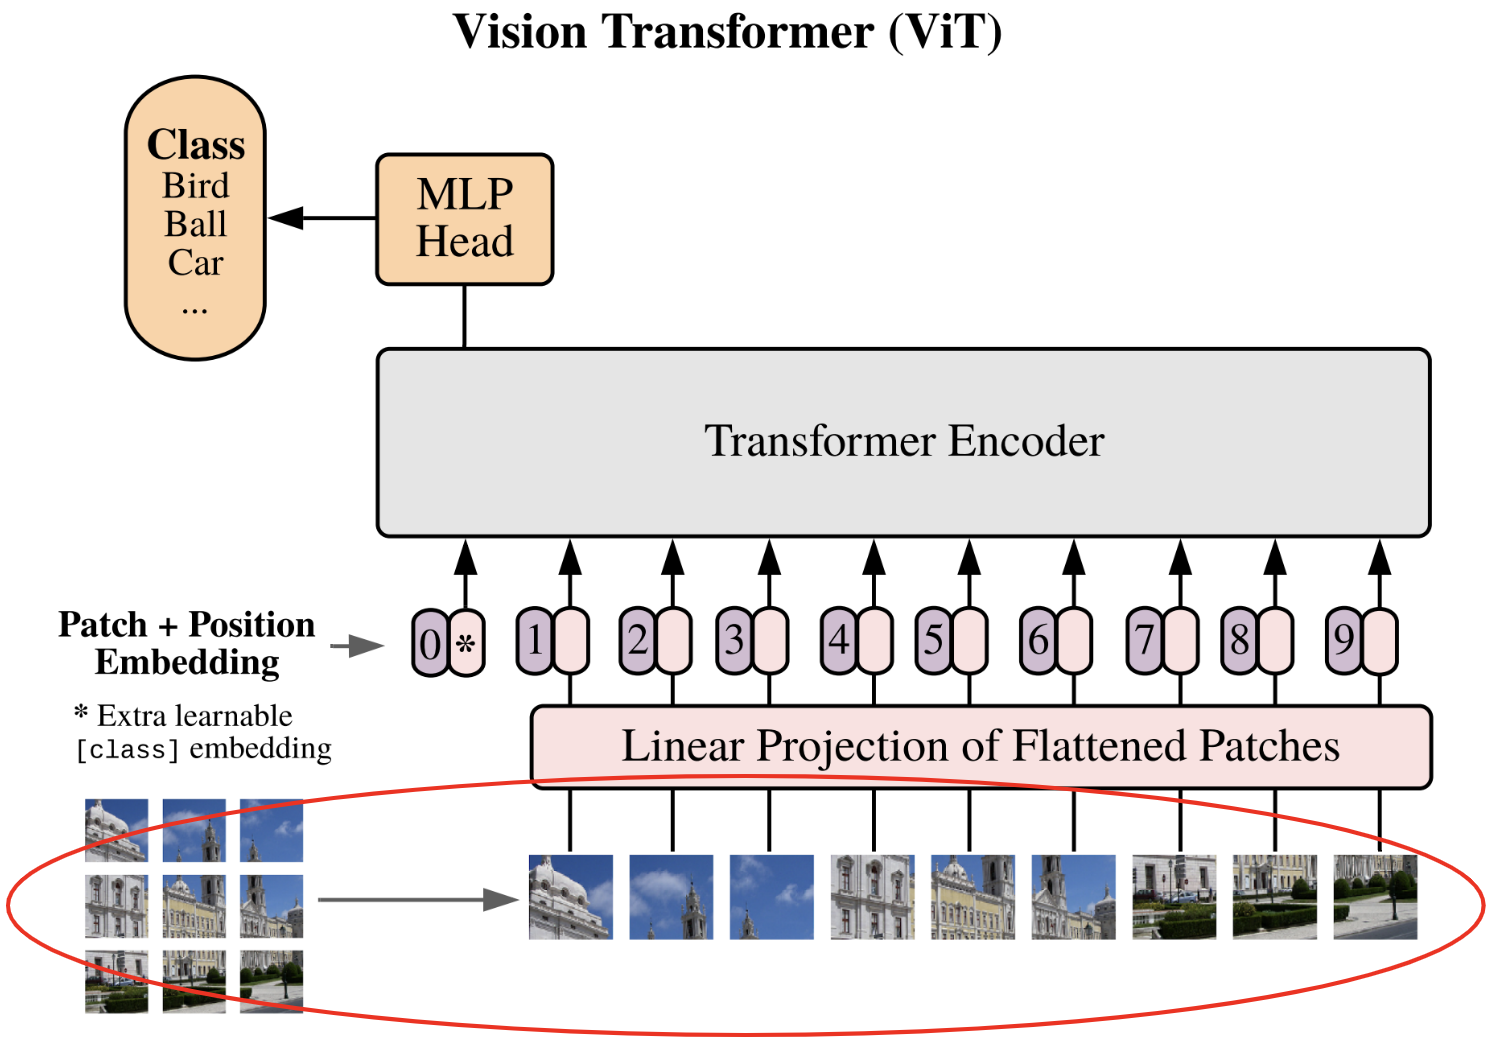 Vision Transformer (ViT)
Class
Bird
Ball
Car
...
MLP
Head
Transformer Encoder
Patch + Position
Embedding
* Extra learnable
[class] embedding
0 * 1 2 3 4 5 6 7 8 9
Linear Projection of Flattened Patches